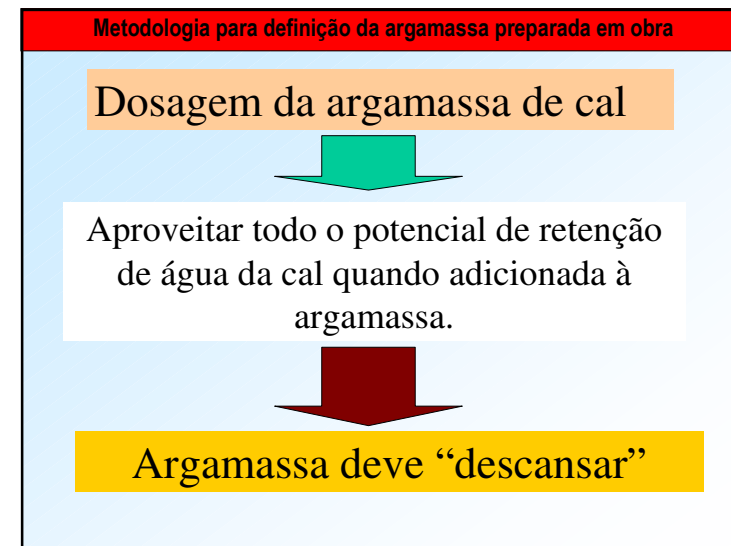 Metodologia para definição da argamassa preparada em obra
Dosagem da argamassa de cal
Aproveitar todo o potencial de retenção
de água da cal quando adicionada à
argamassa.
Argamassa deve “descansar”